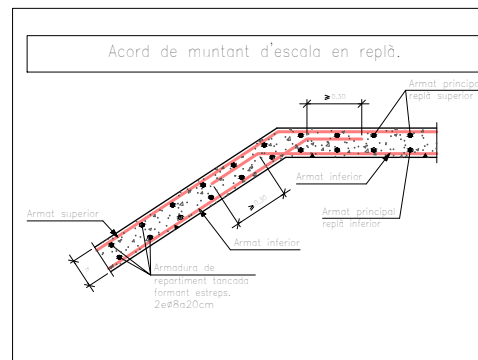 Acord de muntant d'escala en replà.
Armat principal
replà superior
Armat inferior
Armat principal
replà inferior
Armat superior
Armat inferior
Armadura de
repartiment tancada
formant estreps.
2eø8a20cm